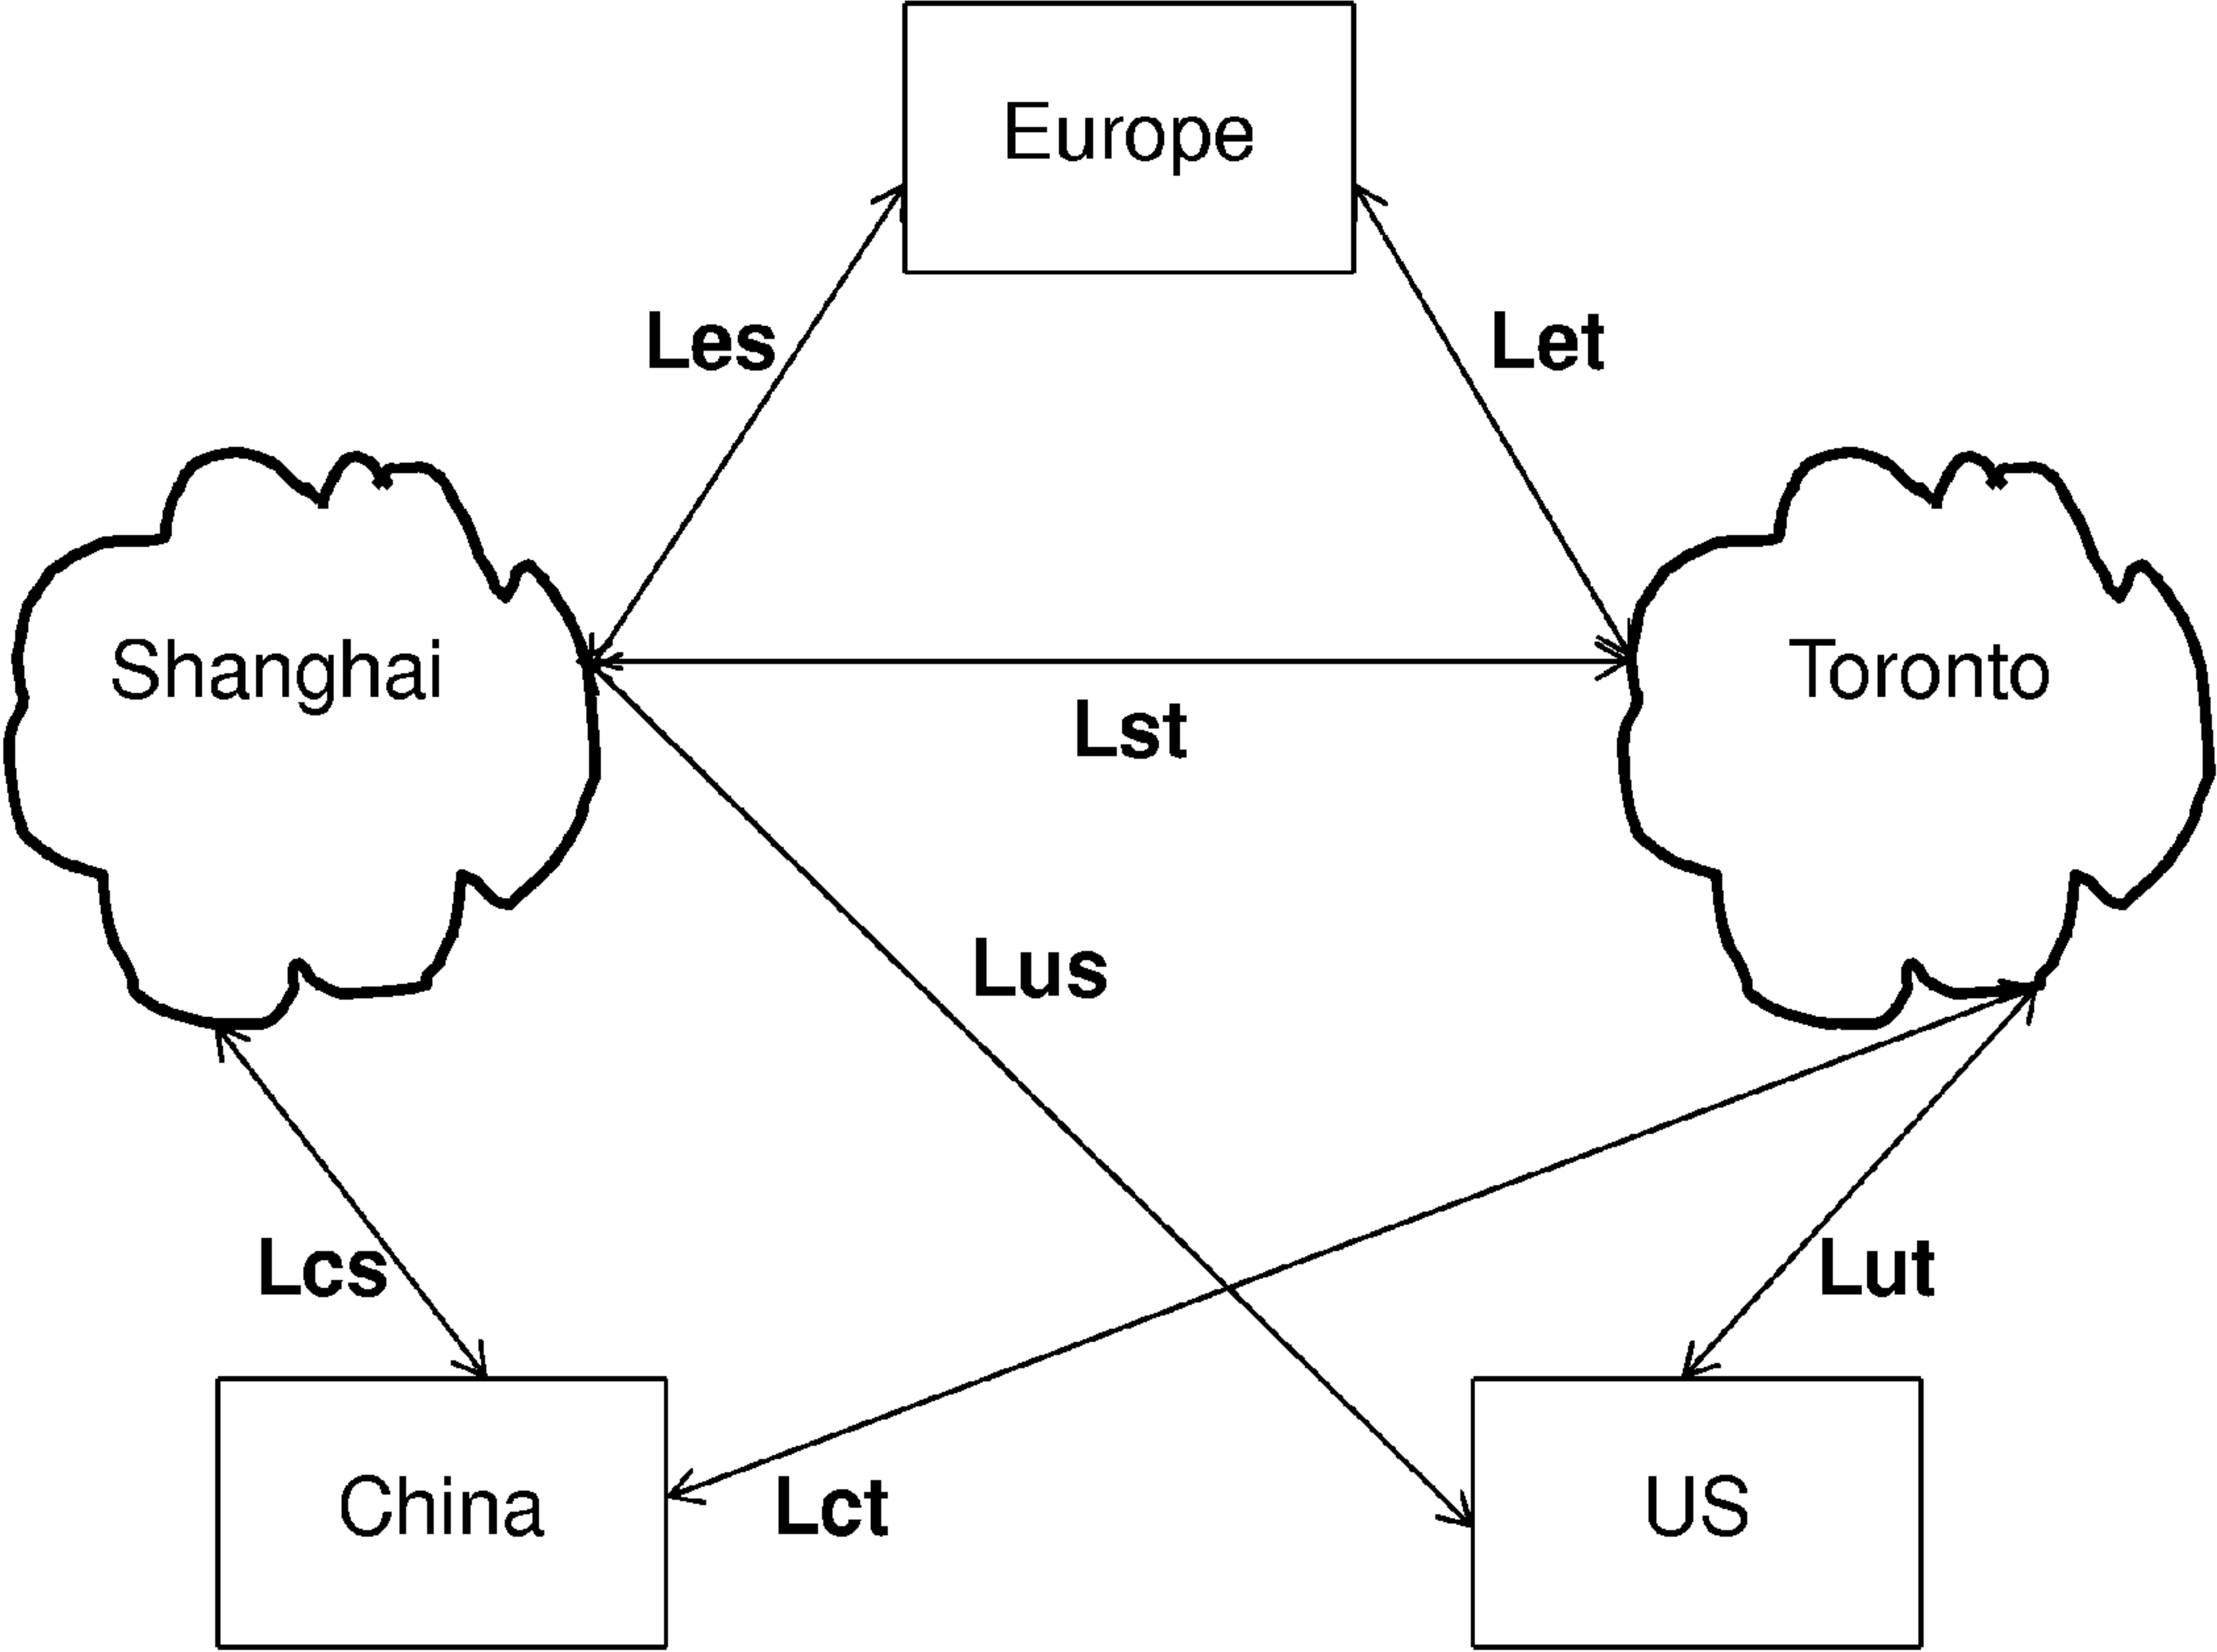 Europe
Les
Let
Shanghai
Toronto
Lst
Lus
Lcs
Lut
China
Lct
US